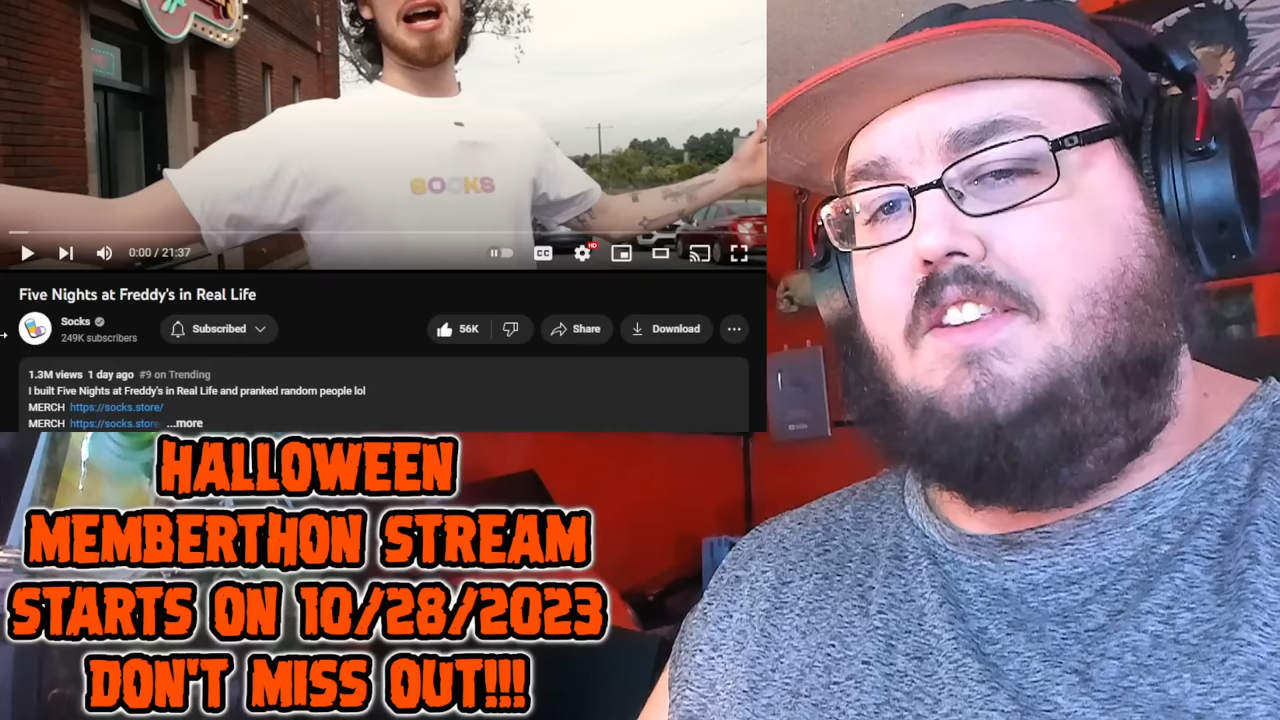 SOCKS
0:00 / 21:37
CC
HD
Five Nights at Freddy's in Real Life
Socks
249K subscribers
Subscribed
56K
Share
Download
1.3M views 1 day ago #9 on Trending
I built Five Nights at Freddy's in Real Life and pranked random people lol
MERCH https://socks.store/
MERCH https://socks.store ...more
HALLOWEEN
MEMBERTHON STREAM
STARTS ON 10/28/2023
DON'T MISS OUT!!!